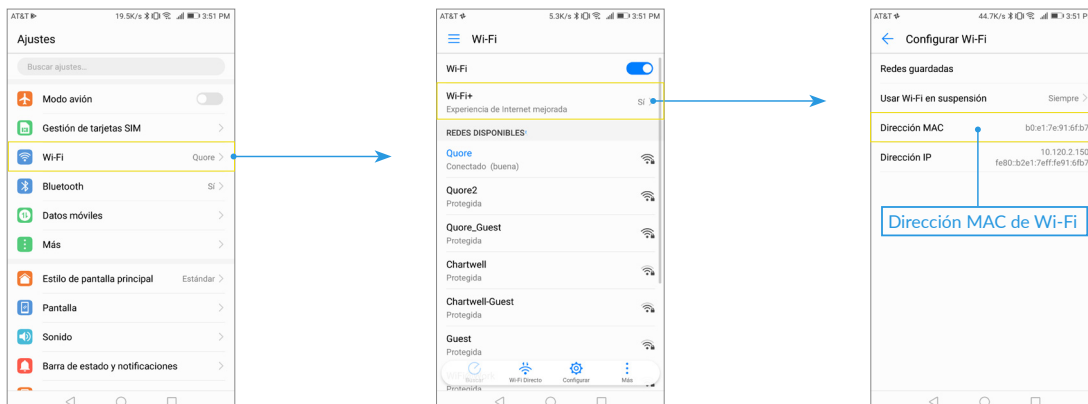 AT&T 19.5K/s 3:51 PM
Ajustes
Buscar ajustes...
Modo avión
Gestión de tarjetas SIM
Wi-Fi Quore
Bluetooth Sí
Datos móviles
Más
Estilo de pantalla principal Estándar
Pantalla
Sonido
Barra de estado y notificaciones
AT&T 5.3K/s 3:51 PM
Wi-Fi
Wi-Fi
Wi-Fi+ Sí
Experiencia de Internet mejorada
REDES DISPONIBLES
Quore
Conectado (buena)
Quore2
Protegida
Quore_Guest
Protegida
Chartwell
Protegida
Chartwell-Guest
Protegida
Guest
Protegida
Buscar Wi-Fi Directo Configurar Más
Protegida
AT&T 44.7K/s 3:51 P
Configurar Wi-Fi
Redes guardadas
Usar Wi-Fi en suspensión Siempre
Dirección MAC b0:e1:7e:91:6f:b7
Dirección IP 10.120.2.150
fe80::b2e1:7eff:fe91:6fb7
Dirección MAC de Wi-Fi